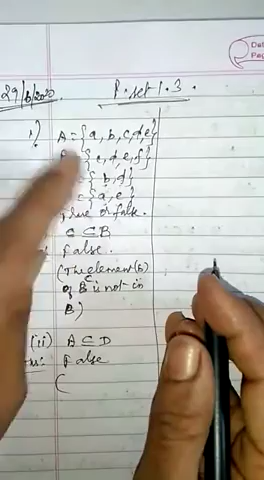 29/6/2020
P. set 1.3.
1)
A = {a, b, c, d, e}
= {c, d, e, f}
= {b, d}
= {a, e}
True or false.
C ⊆ B
False.
(The element (b)
of C is not in
B)
(ii) A ⊆ D
False
(